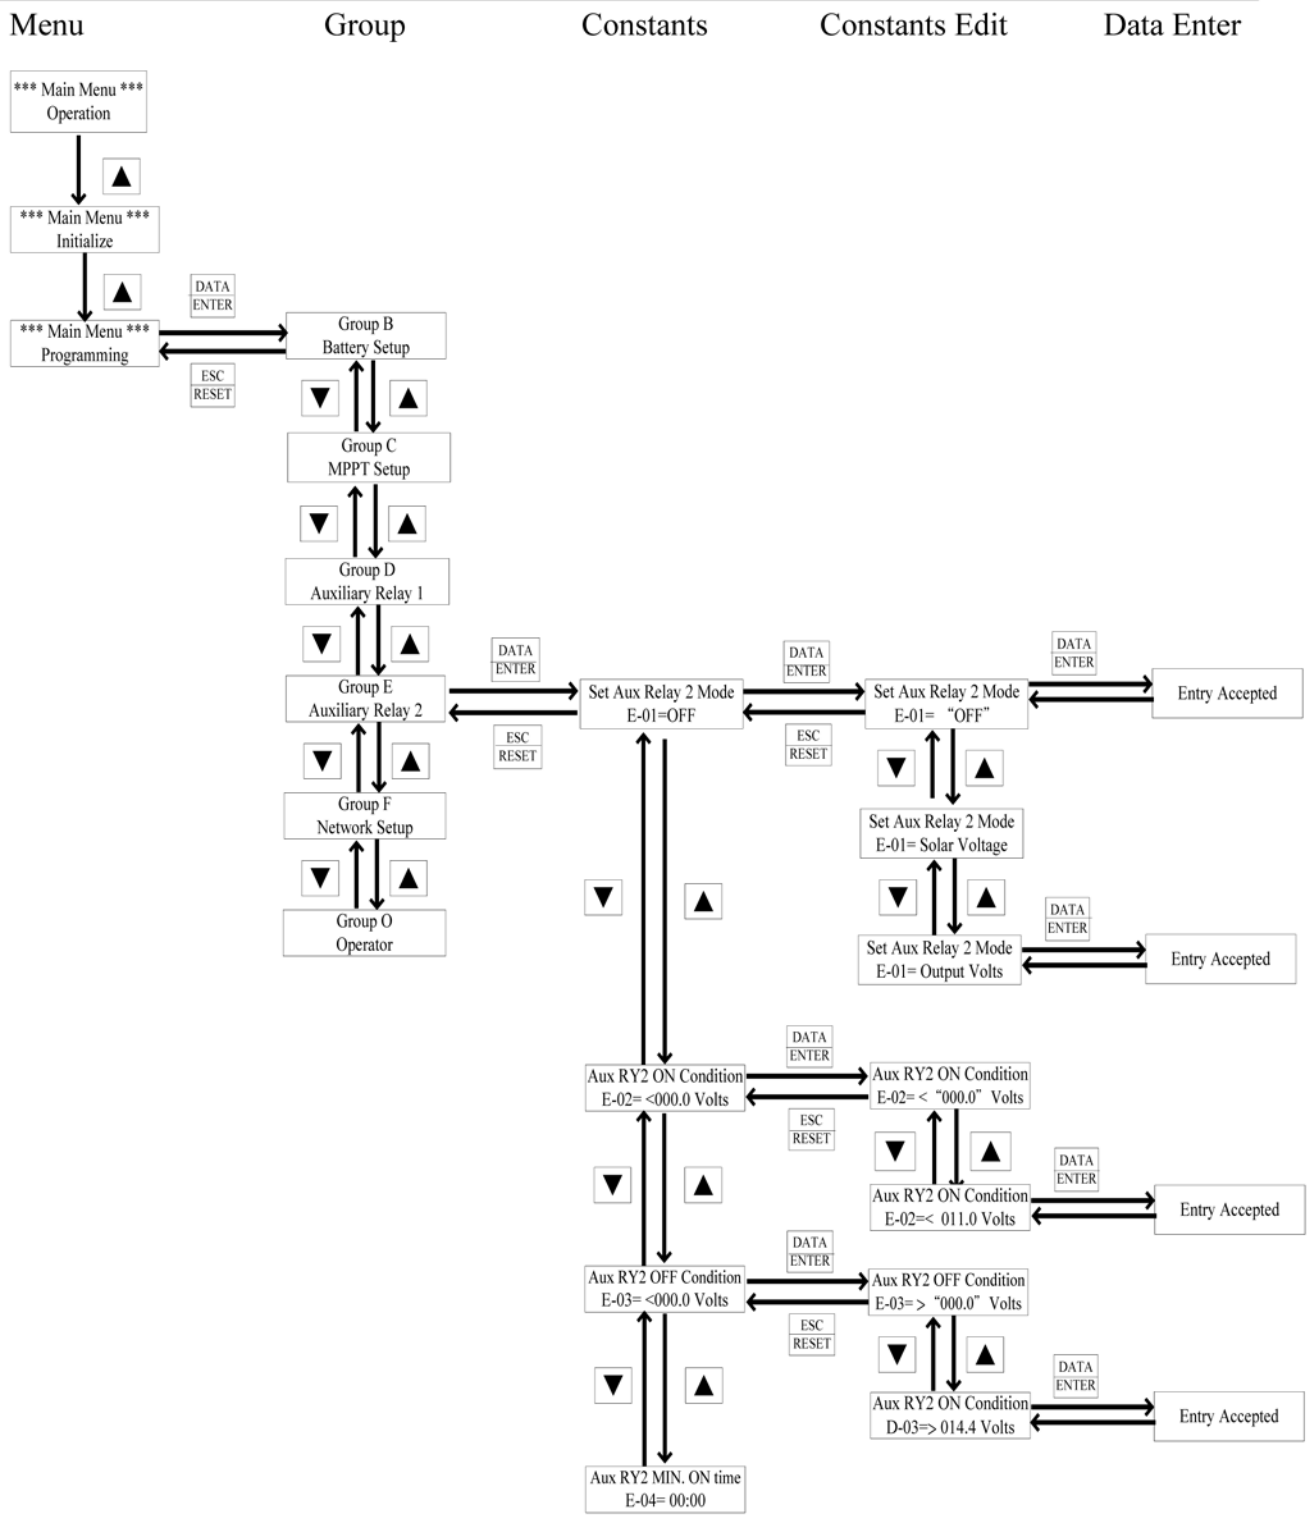 Menu
Group
Constants
Constants Edit
Data Enter
*** Main Menu ***
Operation
*** Main Menu ***
Initialize
DATA
ENTER
*** Main Menu ***
Programming
ESC
RESET
Group B
Battery Setup
Group C
MPPT Setup
Group D
Auxiliary Relay 1
Group E
Auxiliary Relay 2
Group F
Network Setup
Group O
Operator
DATA
ENTER
ESC
RESET
Set Aux Relay 2 Mode
E-01=OFF
DATA
ENTER
ESC
RESET
Set Aux Relay 2 Mode
E-01= “OFF”
DATA
ENTER
Entry Accepted
Set Aux Relay 2 Mode
E-01= Solar Voltage
Set Aux Relay 2 Mode
E-01= Output Volts
DATA
ENTER
Entry Accepted
Aux RY2 ON Condition
E-02= <000.0 Volts
DATA
ENTER
ESC
RESET
Aux RY2 ON Condition
E-02= < “000.0” Volts
Aux RY2 ON Condition
E-02=< 011.0 Volts
DATA
ENTER
Entry Accepted
Aux RY2 OFF Condition
E-03= <000.0 Volts
DATA
ENTER
ESC
RESET
Aux RY2 OFF Condition
E-03= > “000.0” Volts
Aux RY2 ON Condition
D-03=> 014.4 Volts
DATA
ENTER
Entry Accepted
Aux RY2 MIN. ON time
E-04= 00:00